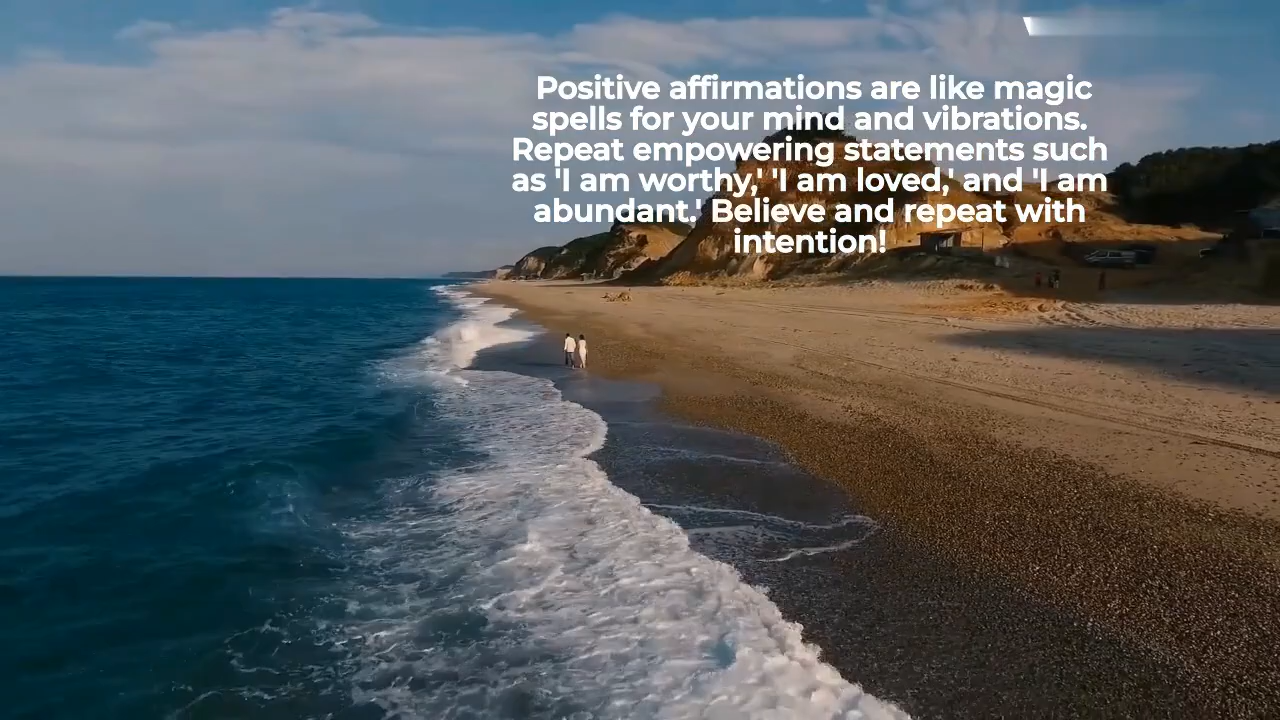 Positive affirmations are like magic
spells for your mind and vibrations.
Repeat empowering statements such
as 'I am worthy,' 'I am loved,' and 'I am
abundant.' Believe and repeat with
intention!